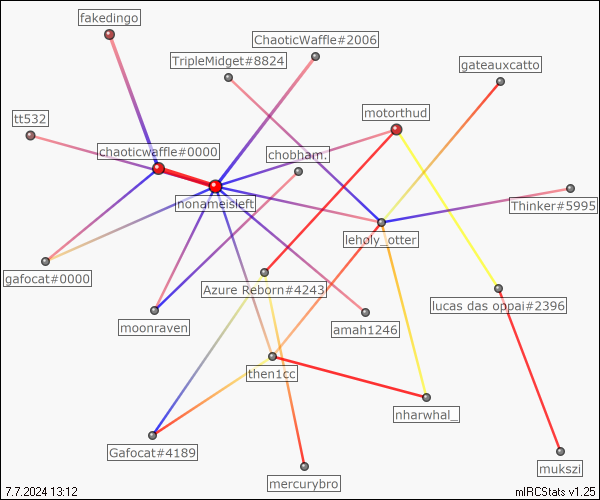 fakedingo
ChaoticWaffle#2006
TripleMidget#8824
gateauxcatto
motorthud
tt532
chaoticwaffle#0000
chobham.
nonameisleft
Thinker#5995
leholy_otter
gafocat#0000
Azure Reborn#4243
lucas das oppai#2396
moonraven
amah1246
then1cc
nharwhal_
Gafocat#4189
mukszi
mercurybro
7.7.2024 13:12
mIRCStats v1.25